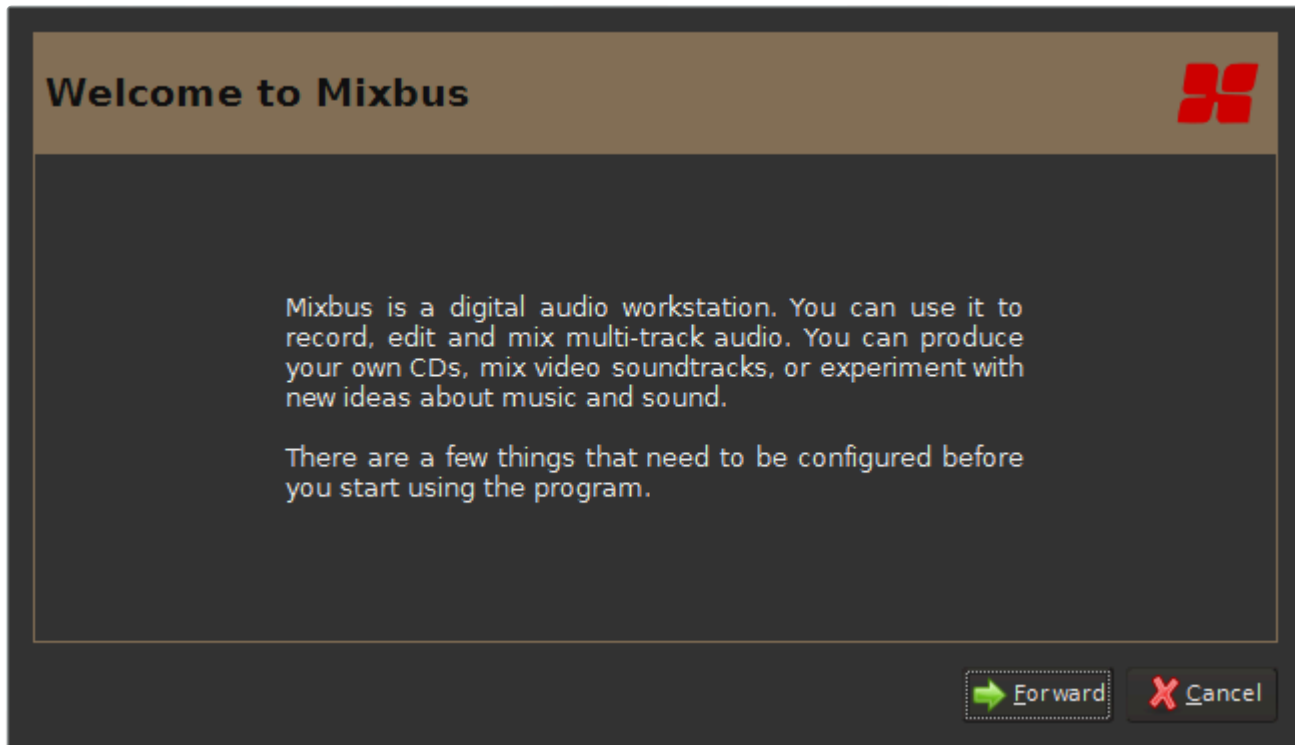 Welcome to Mixbus
Mixbus is a digital audio workstation. You can use it to
record, edit and mix multi-track audio. You can produce
your own CDs, mix video soundtracks, or experiment with
new ideas about music and sound.
There are a few things that need to be configured before
you start using the program.
Forward
Cancel